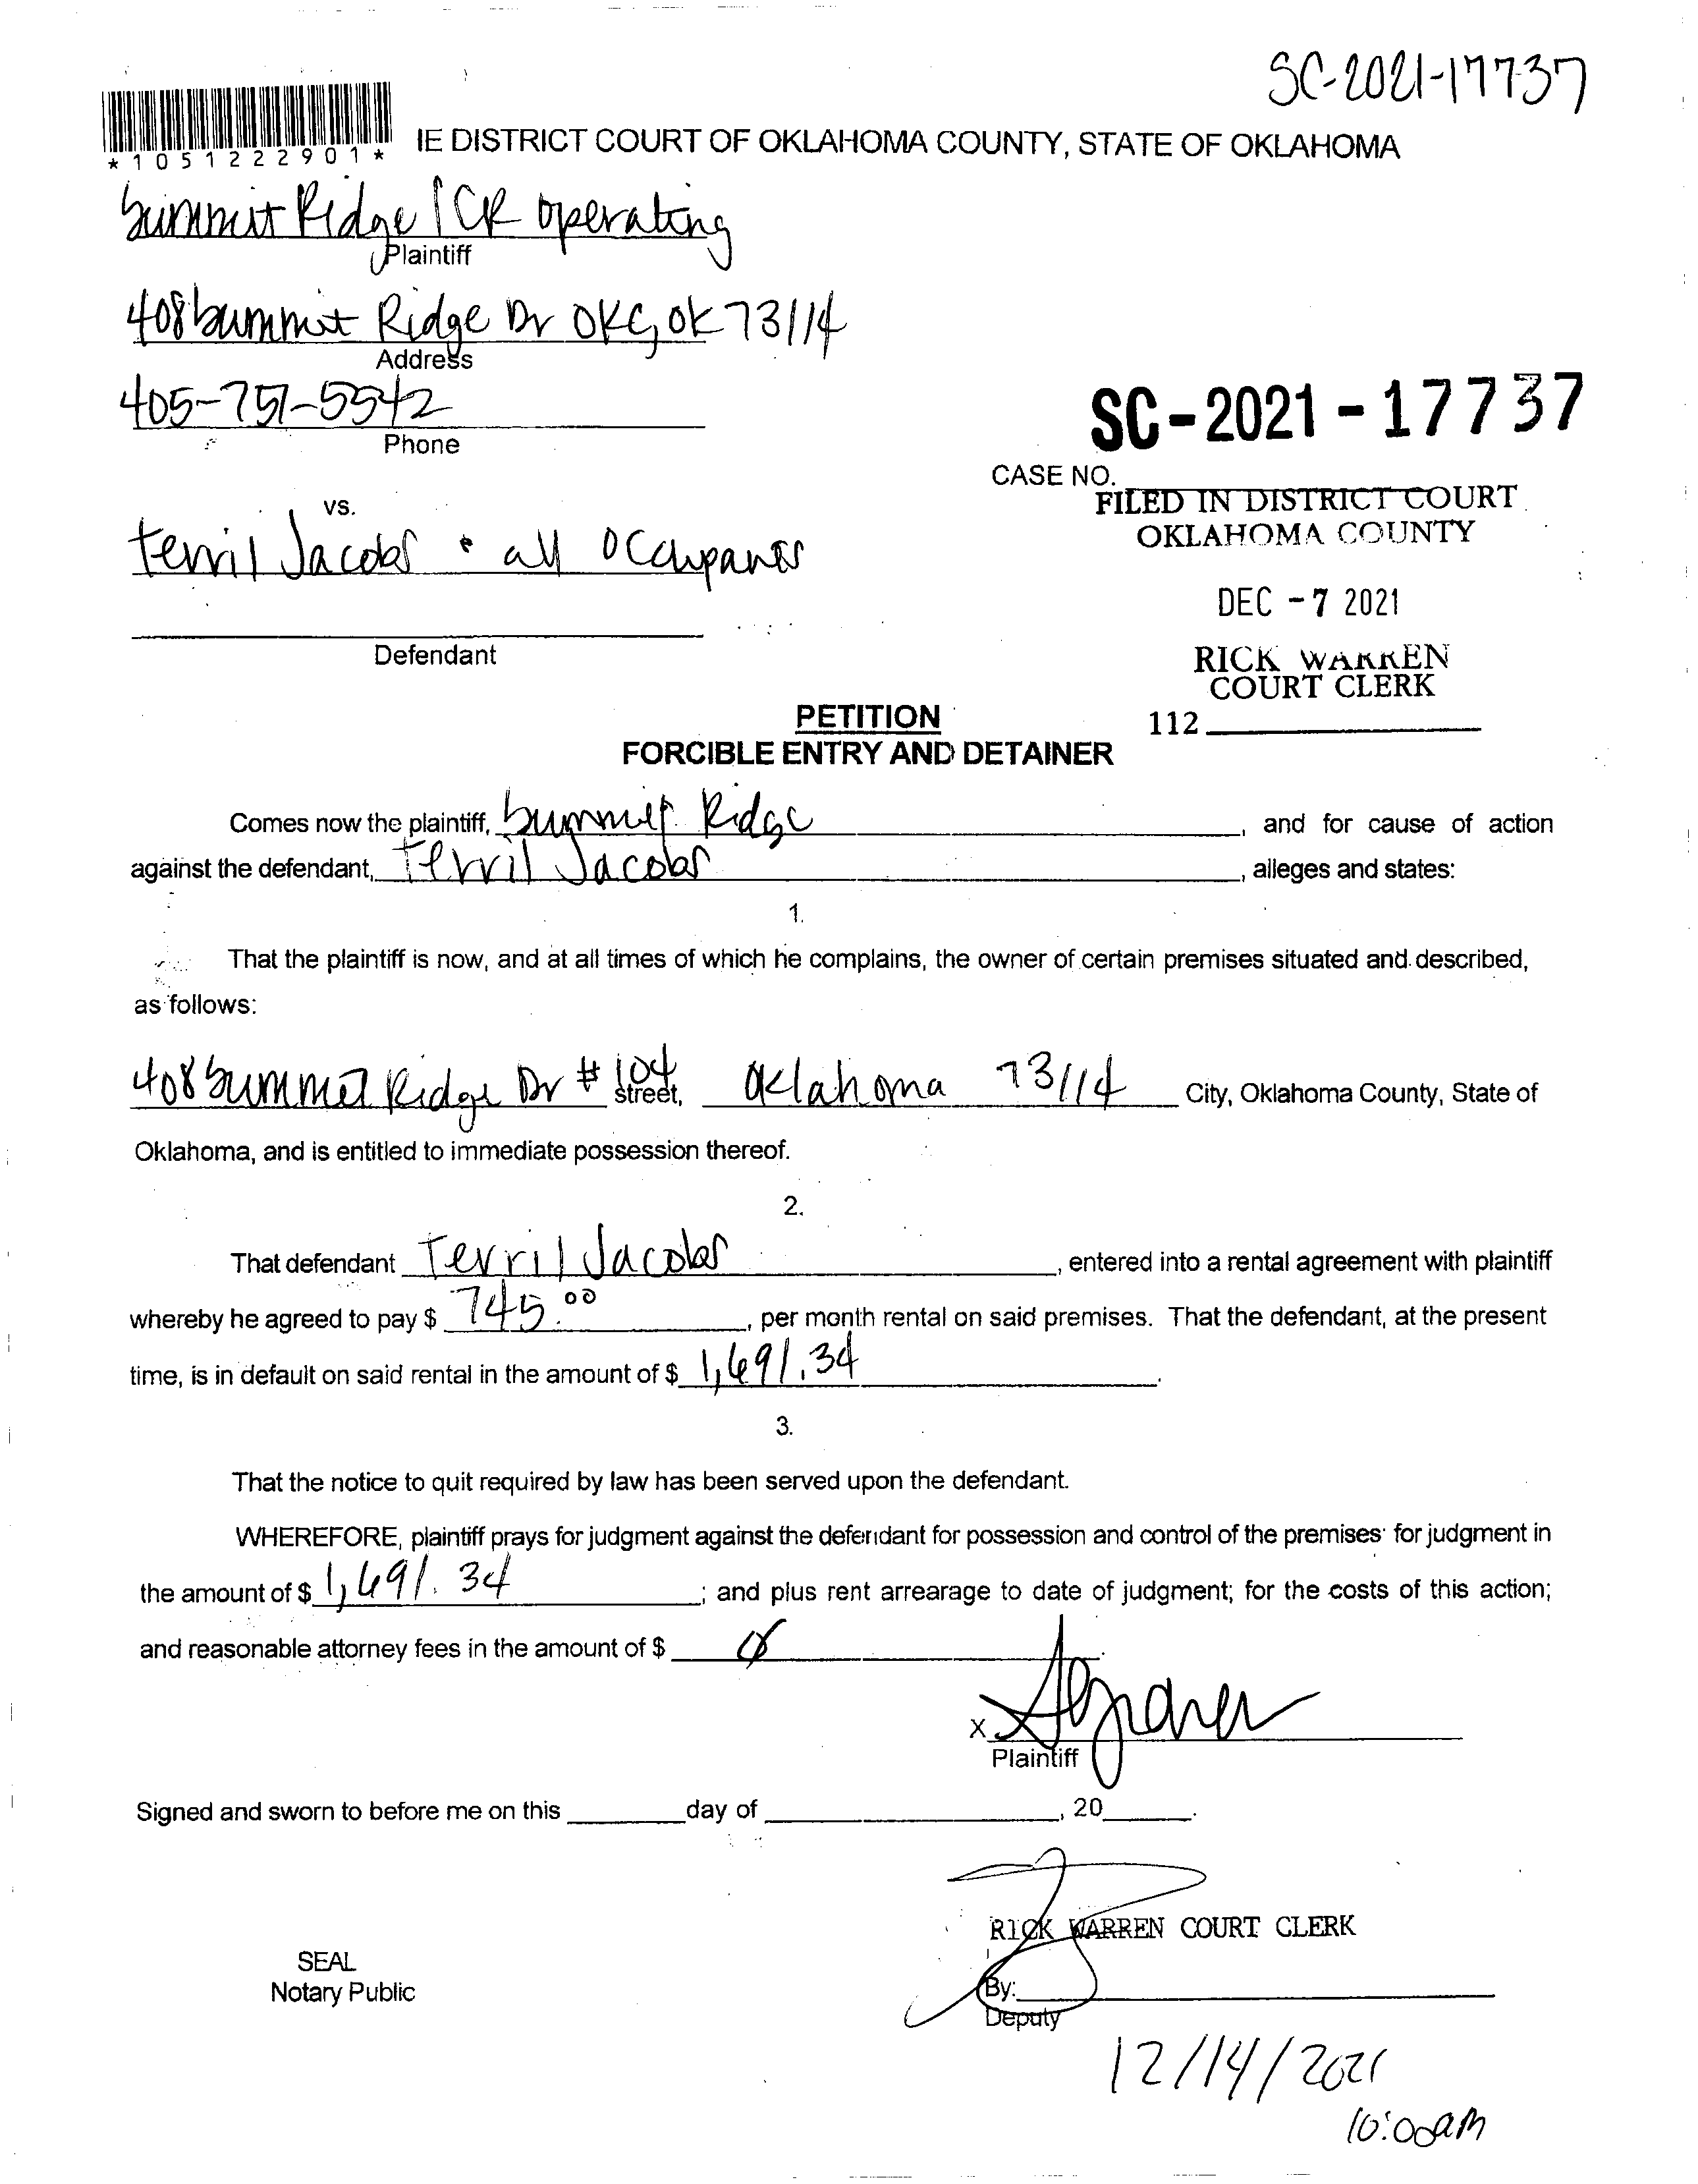 SC-2021-17737
*1051222901*
IE DISTRICT COURT OF OKLAHOMA COUNTY, STATE OF OKLAHOMA
Summit Ridge / CR Operating
Plaintiff
408 Summit Ridge Dr OKC, OK 73114
Address
405-751-5542
Phone
SC-2021-17737
CASE NO.
FILED IN DISTRICT COURT
OKLAHOMA COUNTY
vs.
Terril Jacobs & all Occupants
DEC -7 2021
Defendant
RICK WARREN
COURT CLERK
112
PETITION
FORCIBLE ENTRY AND DETAINER
Comes now the plaintiff, Summit Ridge, and for cause of action
against the defendant, Terril Jacobs, alleges and states:
1.
That the plaintiff is now, and at all times of which he complains, the owner of certain premises situated and described,
as follows:
408 Summit Ridge Dr # 104 street, Oklahoma 73114 City, Oklahoma County, State of
Oklahoma, and is entitled to immediate possession thereof.
2.
That defendant Terril Jacobs, entered into a rental agreement with plaintiff
whereby he agreed to pay $ 745.00, per month rental on said premises. That the defendant, at the present
time, is in default on said rental in the amount of $ 1,691.34.
3.
That the notice to quit required by law has been served upon the defendant.
WHEREFORE, plaintiff prays for judgment against the defendant for possession and control of the premises for judgment in
the amount of $ 1,691.34; and plus rent arrearage to date of judgment; for the costs of this action;
and reasonable attorney fees in the amount of $ 0
X
Plaintiff
Signed and sworn to before me on this day of , 20 .
RICK WARREN COURT CLERK
SEAL
Notary Public
By:
Deputy
12/14/2021
10:00am